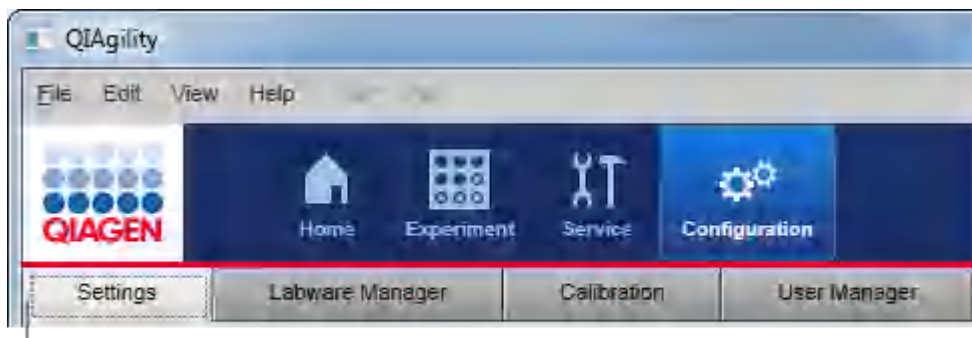 QIAgility
File Edit View Help
QIAGEN
Home Experiment Service Configuration
Settings Labware Manager Calibration User Manager